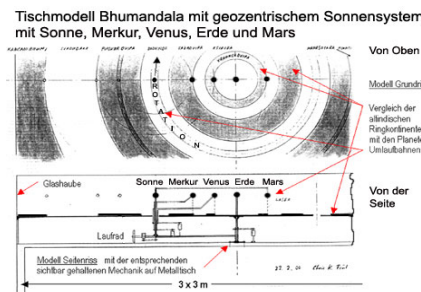 Tischmodell Bhumandala mit geozentrischem Sonnensystem
mit Sonne, Merkur, Venus, Erde und Mars
Von Oben
Modell Grundri
ROTATION
Vergleich der
altindischen
Ringkontinente
mit den Planete
Umlaufbahnen
Glashaube
Sonne Merkur Venus Erde Mars
Von der
Seite
Laufrad
Modell Seitenriss mit der entsprechenden
sichtbar gehaltenen Mechanik auf Metalltisch
3 x 3 m